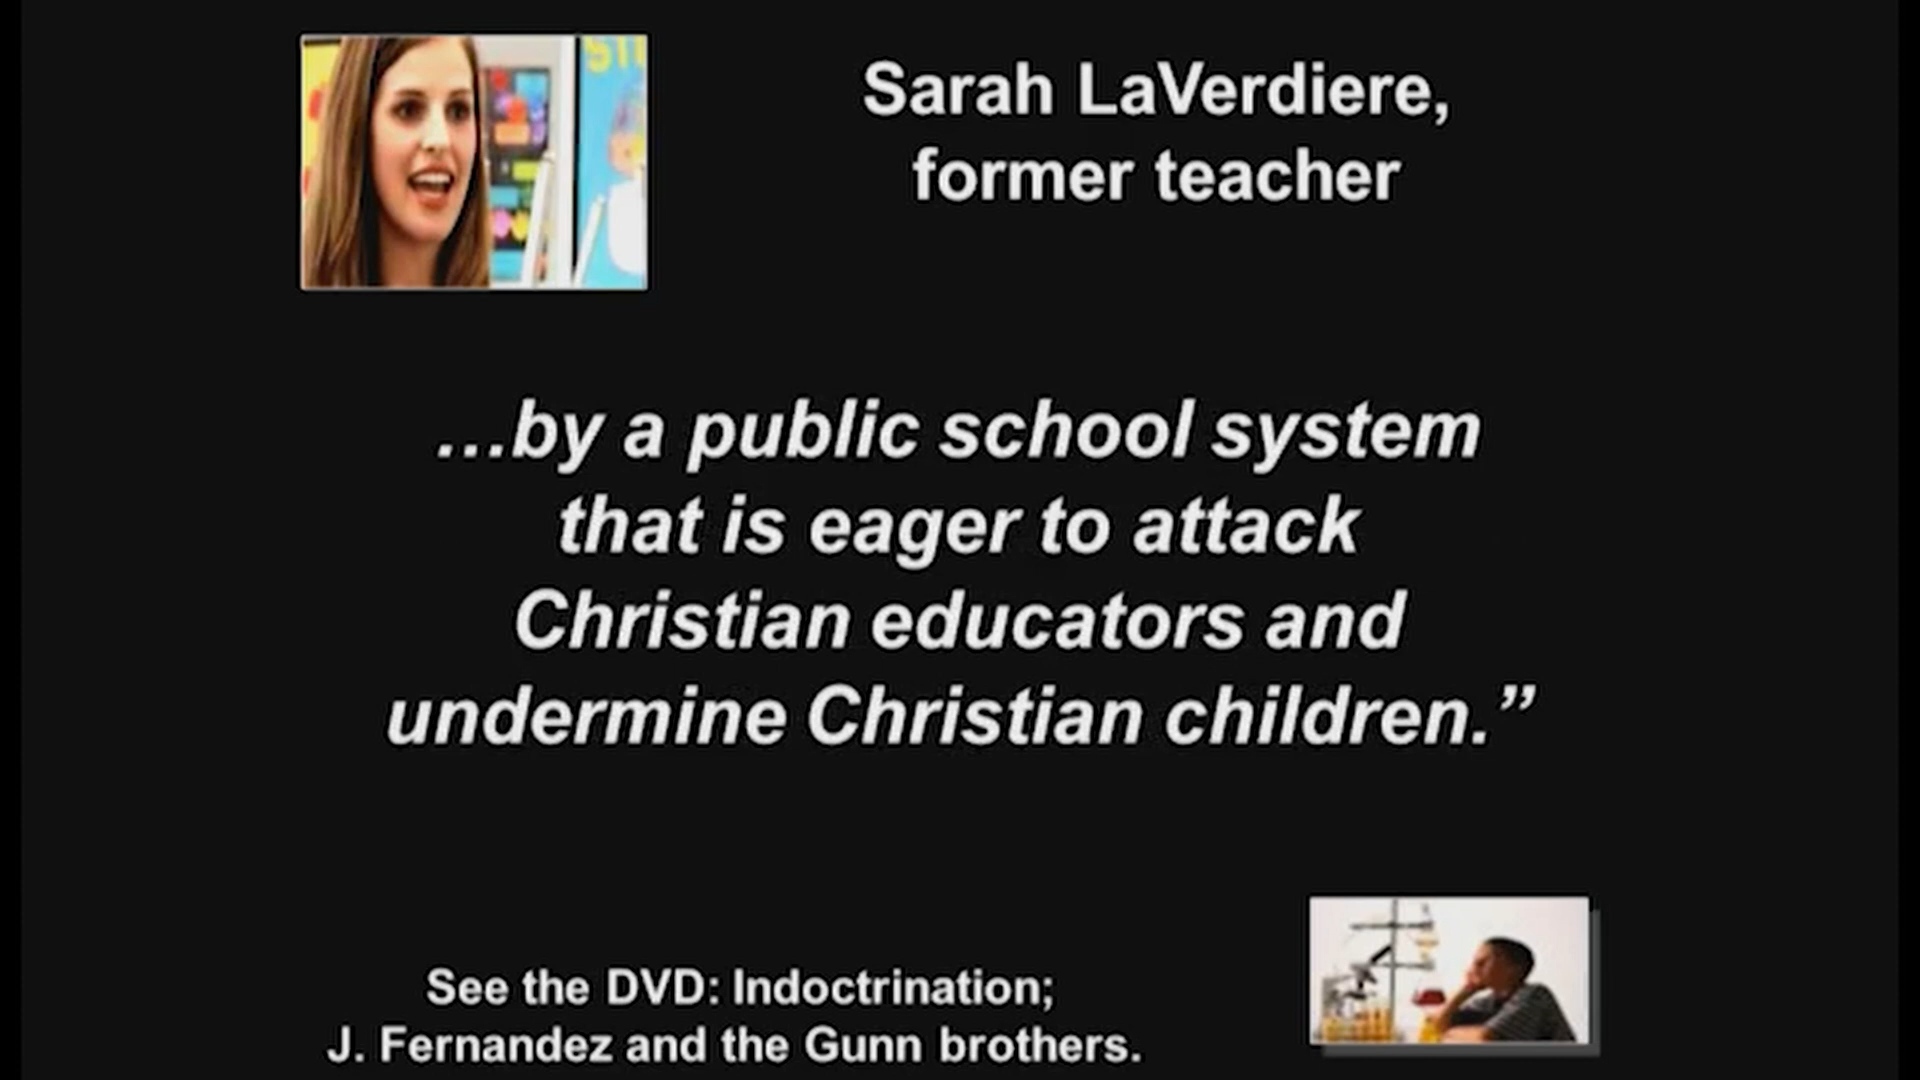 Sarah LaVerdiere,
former teacher
...by a public school system
that is eager to attack
Christian educators and
undermine Christian children.”
See the DVD: Indoctrination;
J. Fernandez and the Gunn brothers.